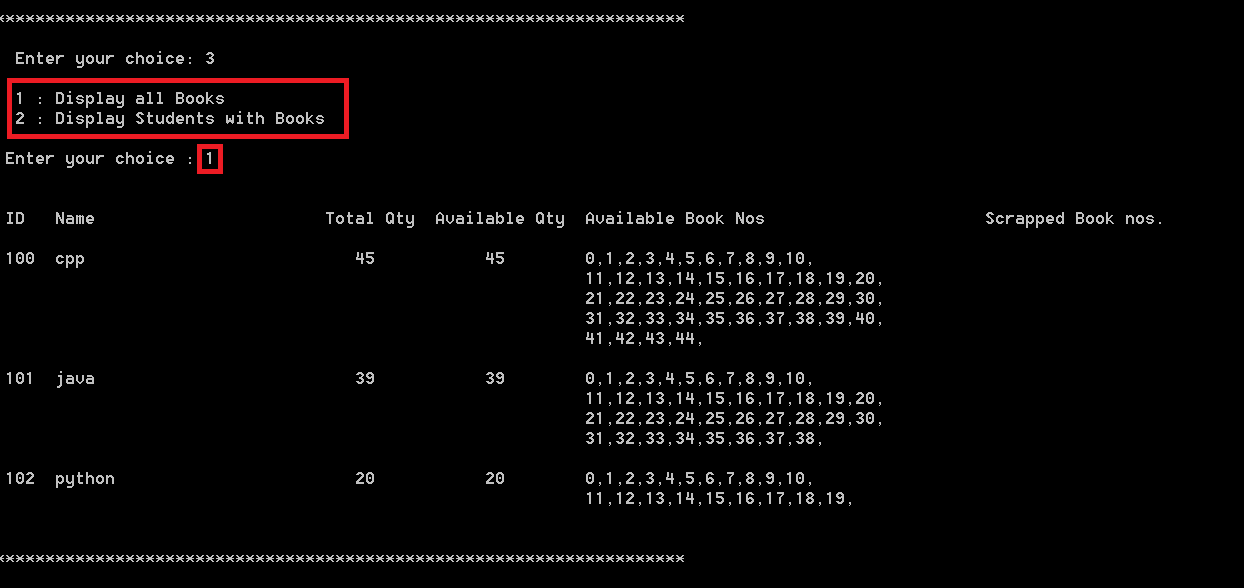 *********************************************************************
Enter your choice: 3
1 : Display all Books
2 : Display Students with Books
Enter your choice : 1
ID Name Total Qty Available Qty Available Book Nos Scrapped Book nos.
100 cpp 45 45 0,1,2,3,4,5,6,7,8,9,10,
11,12,13,14,15,16,17,18,19,20,
21,22,23,24,25,26,27,28,29,30,
31,32,33,34,35,36,37,38,39,40,
41,42,43,44,
101 java 39 39 0,1,2,3,4,5,6,7,8,9,10,
11,12,13,14,15,16,17,18,19,20,
21,22,23,24,25,26,27,28,29,30,
31,32,33,34,35,36,37,38,
102 python 20 20 0,1,2,3,4,5,6,7,8,9,10,
11,12,13,14,15,16,17,18,19,
*********************************************************************